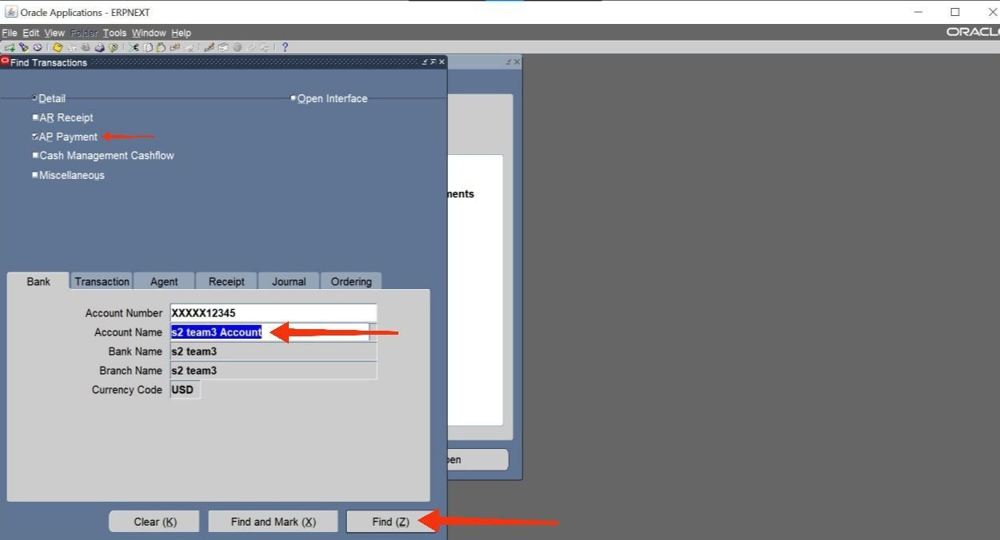 Oracle Applications - ERPNEXT
File Edit View Folder Tools Window Help
ORACL
Find Transactions
Detail
Open Interface
AR Receipt
AP Payment
Cash Management Cashflow
Miscellaneous
ments
Bank Transaction Agent Receipt Journal Ordering
Account Number XXXXX12345
Account Name s2 team3 Account
Bank Name s2 team3
Branch Name s2 team3
Currency Code USD
pen
Clear (K) Find and Mark (X) Find (Z)